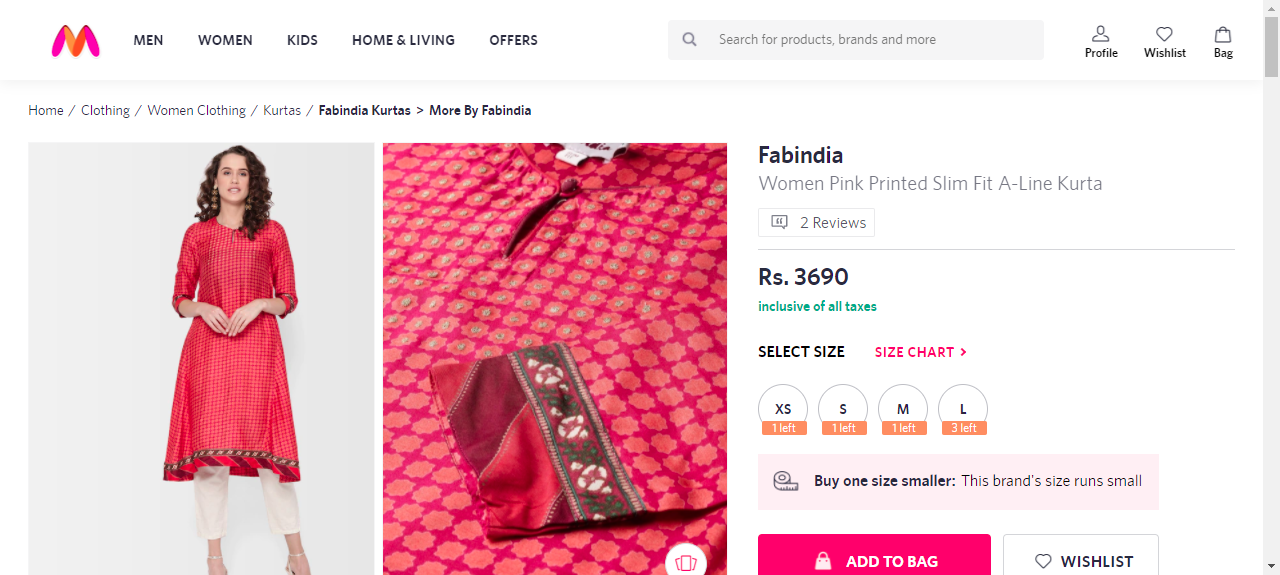 MEN WOMEN KIDS HOME & LIVING OFFERS Search for products, brands and more Profile Wishlist Bag
Home / Clothing / Women Clothing / Kurtas / Fabindia Kurtas > More By Fabindia
Fabindia
Women Pink Printed Slim Fit A-Line Kurta
2 Reviews
Rs. 3690
inclusive of all taxes
SELECT SIZE SIZE CHART >
XS S M L
1 left 1 left 1 left 3 left
Buy one size smaller: This brand's size runs small
ADD TO BAG WISHLIST